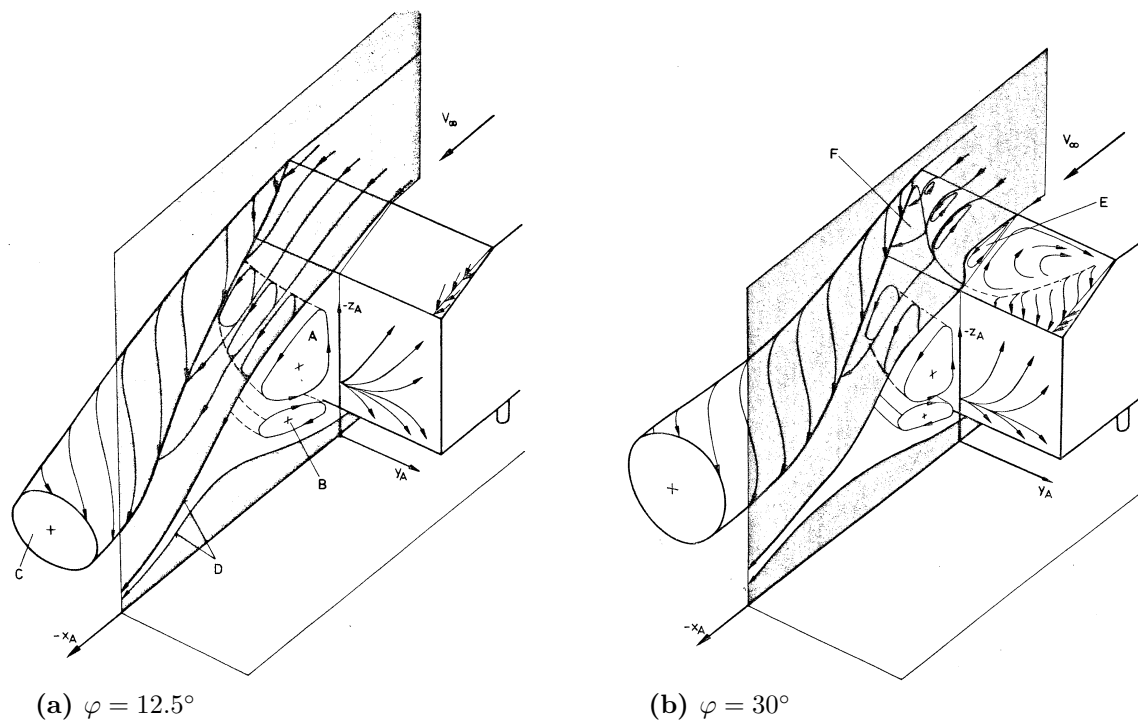 V∞
-zA
A
B
yA
C
D
-xA
(a) φ = 12.5°
V∞
F
E
-zA
yA
-xA
(b) φ = 30°